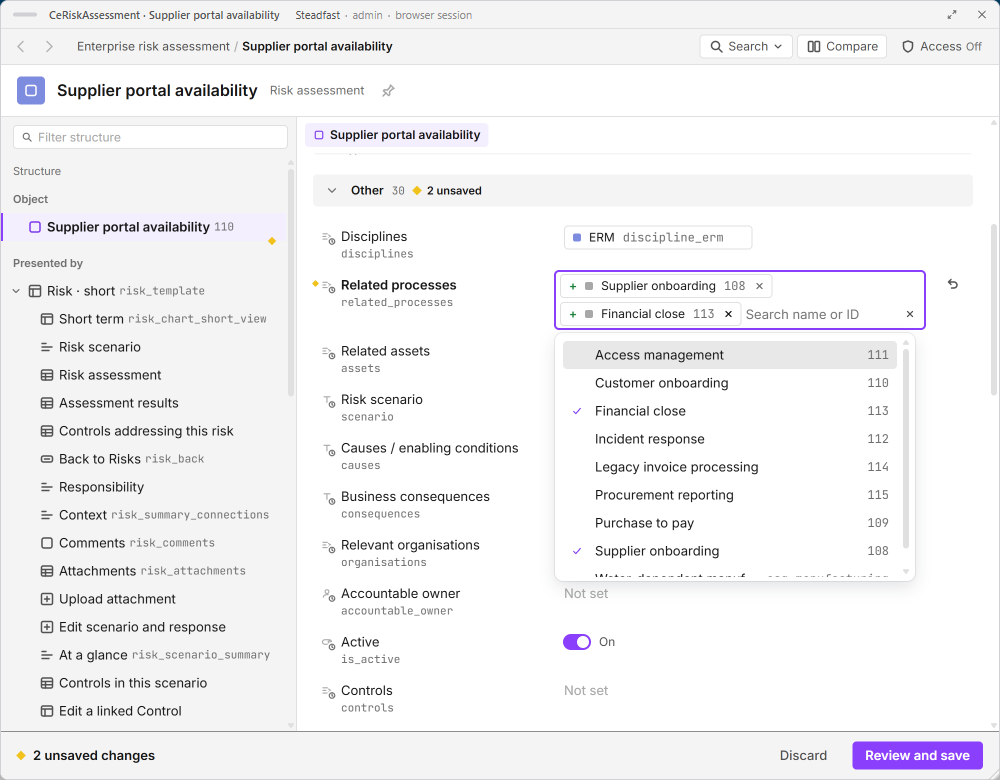 CeRiskAssessment · Supplier portal availability Steadfast · admin · browser session
Enterprise risk assessment / Supplier portal availability
Search
Compare
Access Off
Supplier portal availability Risk assessment
Filter structure
Structure
Object
Supplier portal availability 110
Presented by
Risk · short risk_template
Short term risk_chart_short_view
Risk scenario
Risk assessment
Assessment results
Controls addressing this risk
Back to Risks risk_back
Responsibility
Context risk_summary_connections
Comments risk_comments
Attachments risk_attachments
Upload attachment
Edit scenario and response
At a glance risk_scenario_summary
Controls in this scenario
Edit a linked Control
Supplier portal availability
Other 30 2 unsaved
Disciplines
disciplines
ERM discipline_erm
Related processes
related_processes
+ Supplier onboarding 108 ×
+ Financial close 113 × Search name or ID ×
Access management 111
Customer onboarding 110
Financial close 113
Incident response 112
Legacy invoice processing 114
Procurement reporting 115
Purchase to pay 109
Supplier onboarding 108
Related assets
assets
Risk scenario
scenario
Causes / enabling conditions
causes
Business consequences
consequences
Relevant organisations
organisations
Accountable owner
accountable_owner
Not set
Active
is_active
On
Controls
controls
Not set
2 unsaved changes
Discard
Review and save